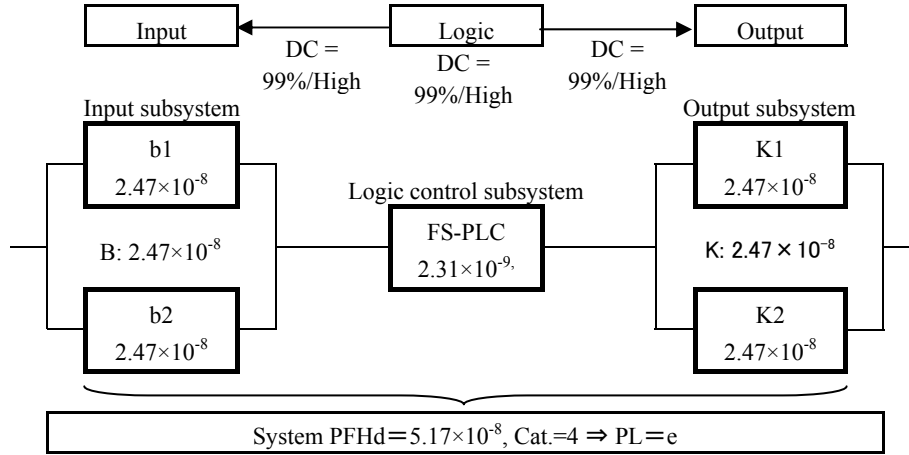 Input
Logic
Output
DC =
99%/High
DC =
99%/High
DC =
99%/High
Input subsystem
Output subsystem
b1
2.47×10⁻⁸
K1
2.47×10⁻⁸
Logic control subsystem
FS-PLC
2.31×10⁻⁹,
B: 2.47×10⁻⁸
K: 2.47×10⁻⁸
b2
2.47×10⁻⁸
K2
2.47×10⁻⁸
System PFHd=5.17×10⁻⁸, Cat.=4 ⇒ PL=e